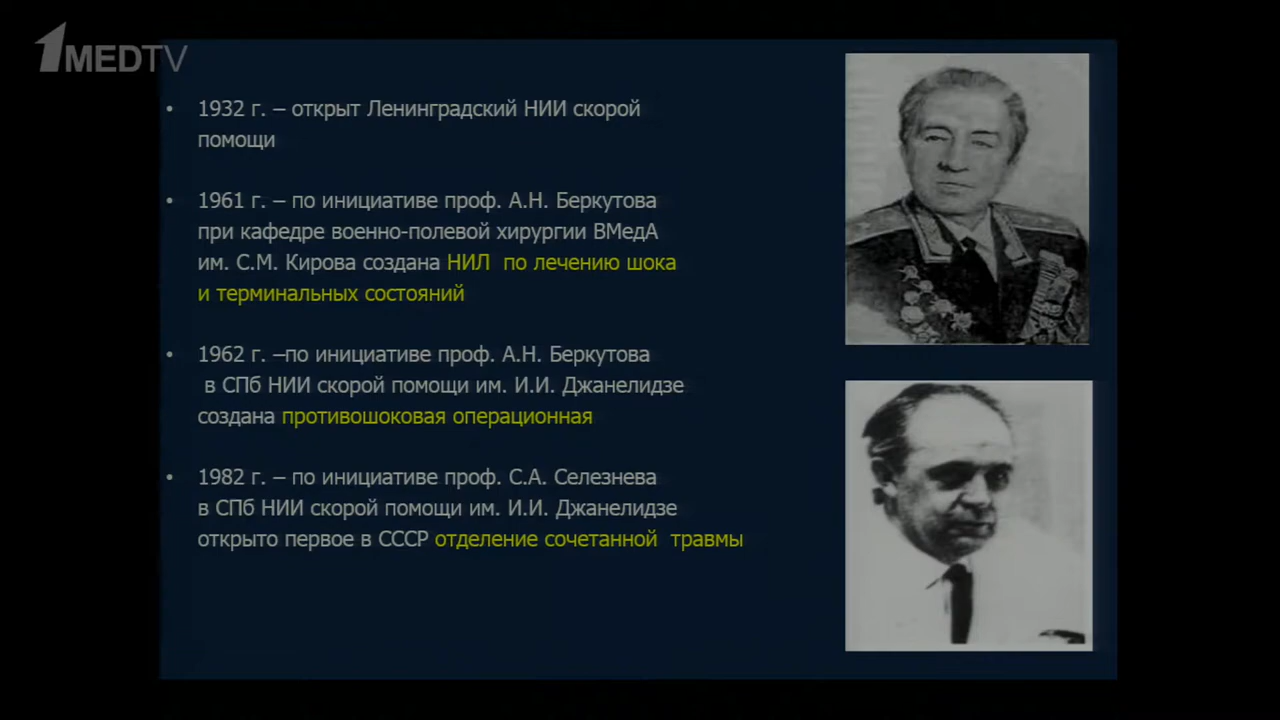 1MEDTV
• 1932 г. – открыт Ленинградский НИИ скорой
помощи
• 1961 г. – по инициативе проф. А.Н. Беркутова
при кафедре военно-полевой хирургии ВМедА
им. С.М. Кирова создана НИЛ по лечению шока
и терминальных состояний
• 1962 г. –по инициативе проф. А.Н. Беркутова
в СПб НИИ скорой помощи им. И.И. Джанелидзе
создана противошоковая операционная
• 1982 г. – по инициативе проф. С.А. Селезнева
в СПб НИИ скорой помощи им. И.И. Джанелидзе
открыто первое в СССР отделение сочетанной травмы